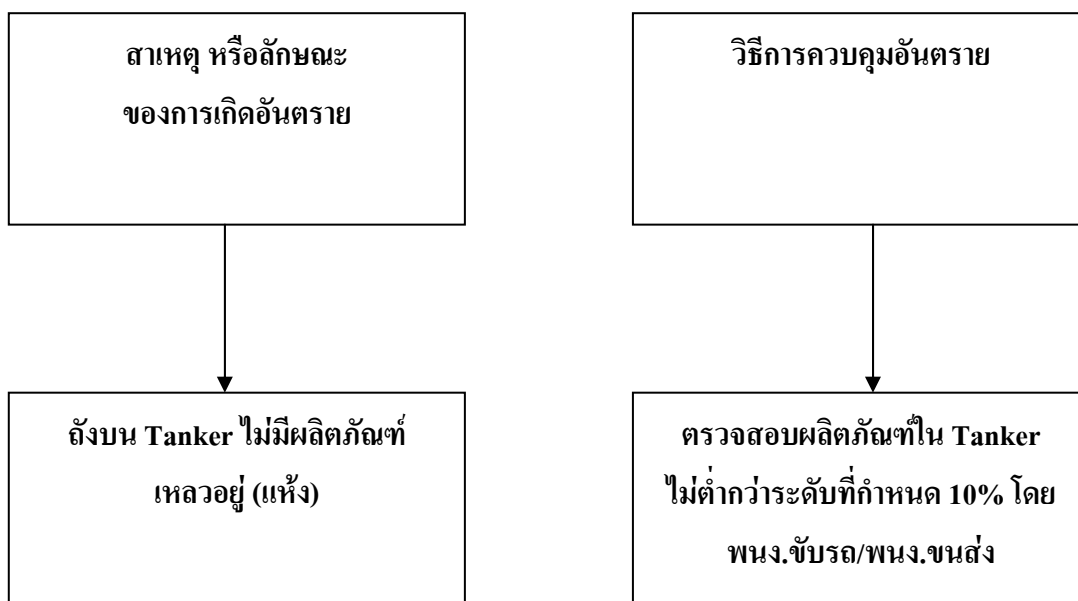 สาเหตุ หรือลักษณะ
ของการเกิดอันตราย
วิธีการควบคุมอันตราย
ถังบน Tanker ไม่มีผลิตภัณฑ์
เหลวอยู่ (แห้ง)
ตรวจสอบผลิตภัณฑ์ใน Tanker
ไม่ต่ำกว่าระดับที่กำหนด 10% โดย
พนง.ขับรถ/พนง.ขนส่ง